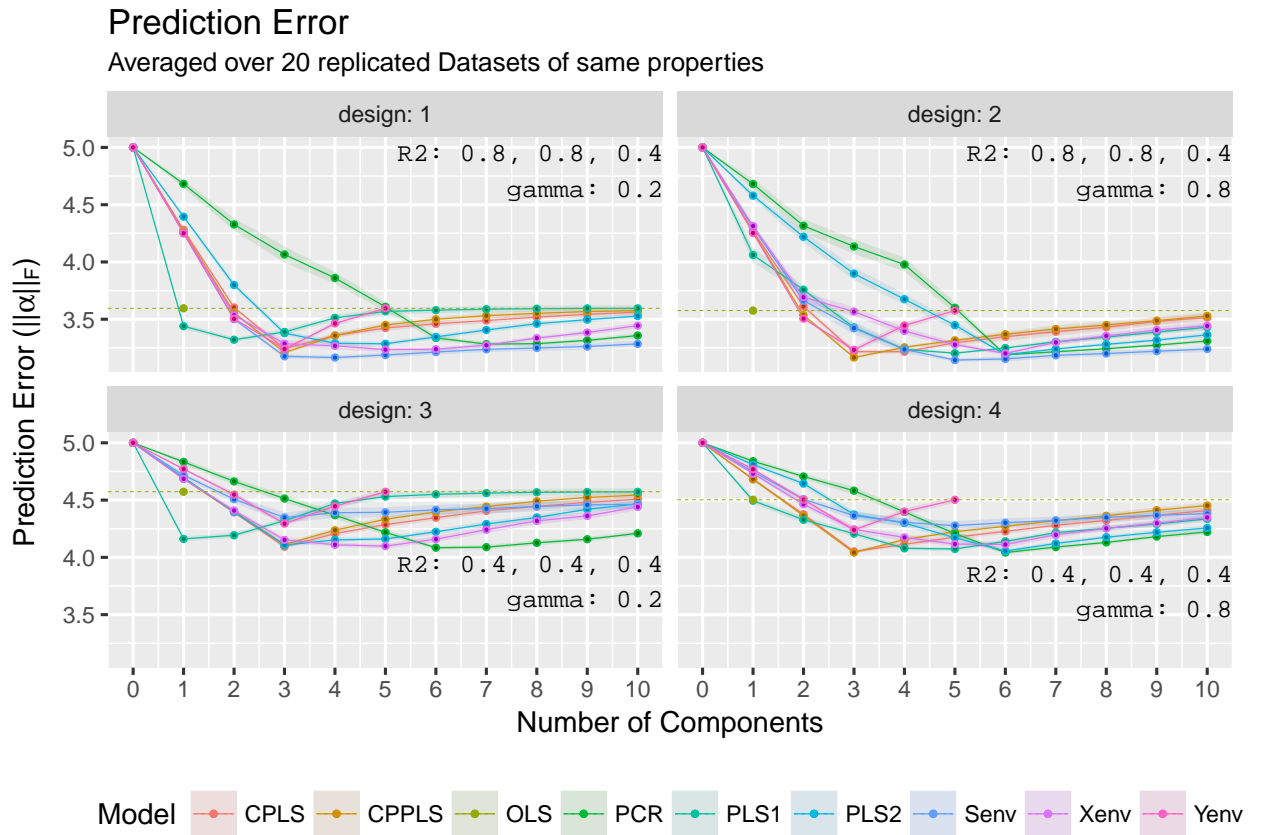 Prediction Error
Averaged over 20 replicated Datasets of same properties
design: 1
design: 2
R2: 0.8, 0.8, 0.4
gamma: 0.2
R2: 0.8, 0.8, 0.4
gamma: 0.8
5.0
4.5
4.0
3.5
design: 3
design: 4
R2: 0.4, 0.4, 0.4
gamma: 0.2
R2: 0.4, 0.4, 0.4
gamma: 0.8
5.0
4.5
4.0
3.5
Prediction Error (||α||F)
0 1 2 3 4 5 6 7 8 9 10
0 1 2 3 4 5 6 7 8 9 10
Number of Components
Model CPLS CPPLS OLS PCR PLS1 PLS2 Senv Xenv Yenv